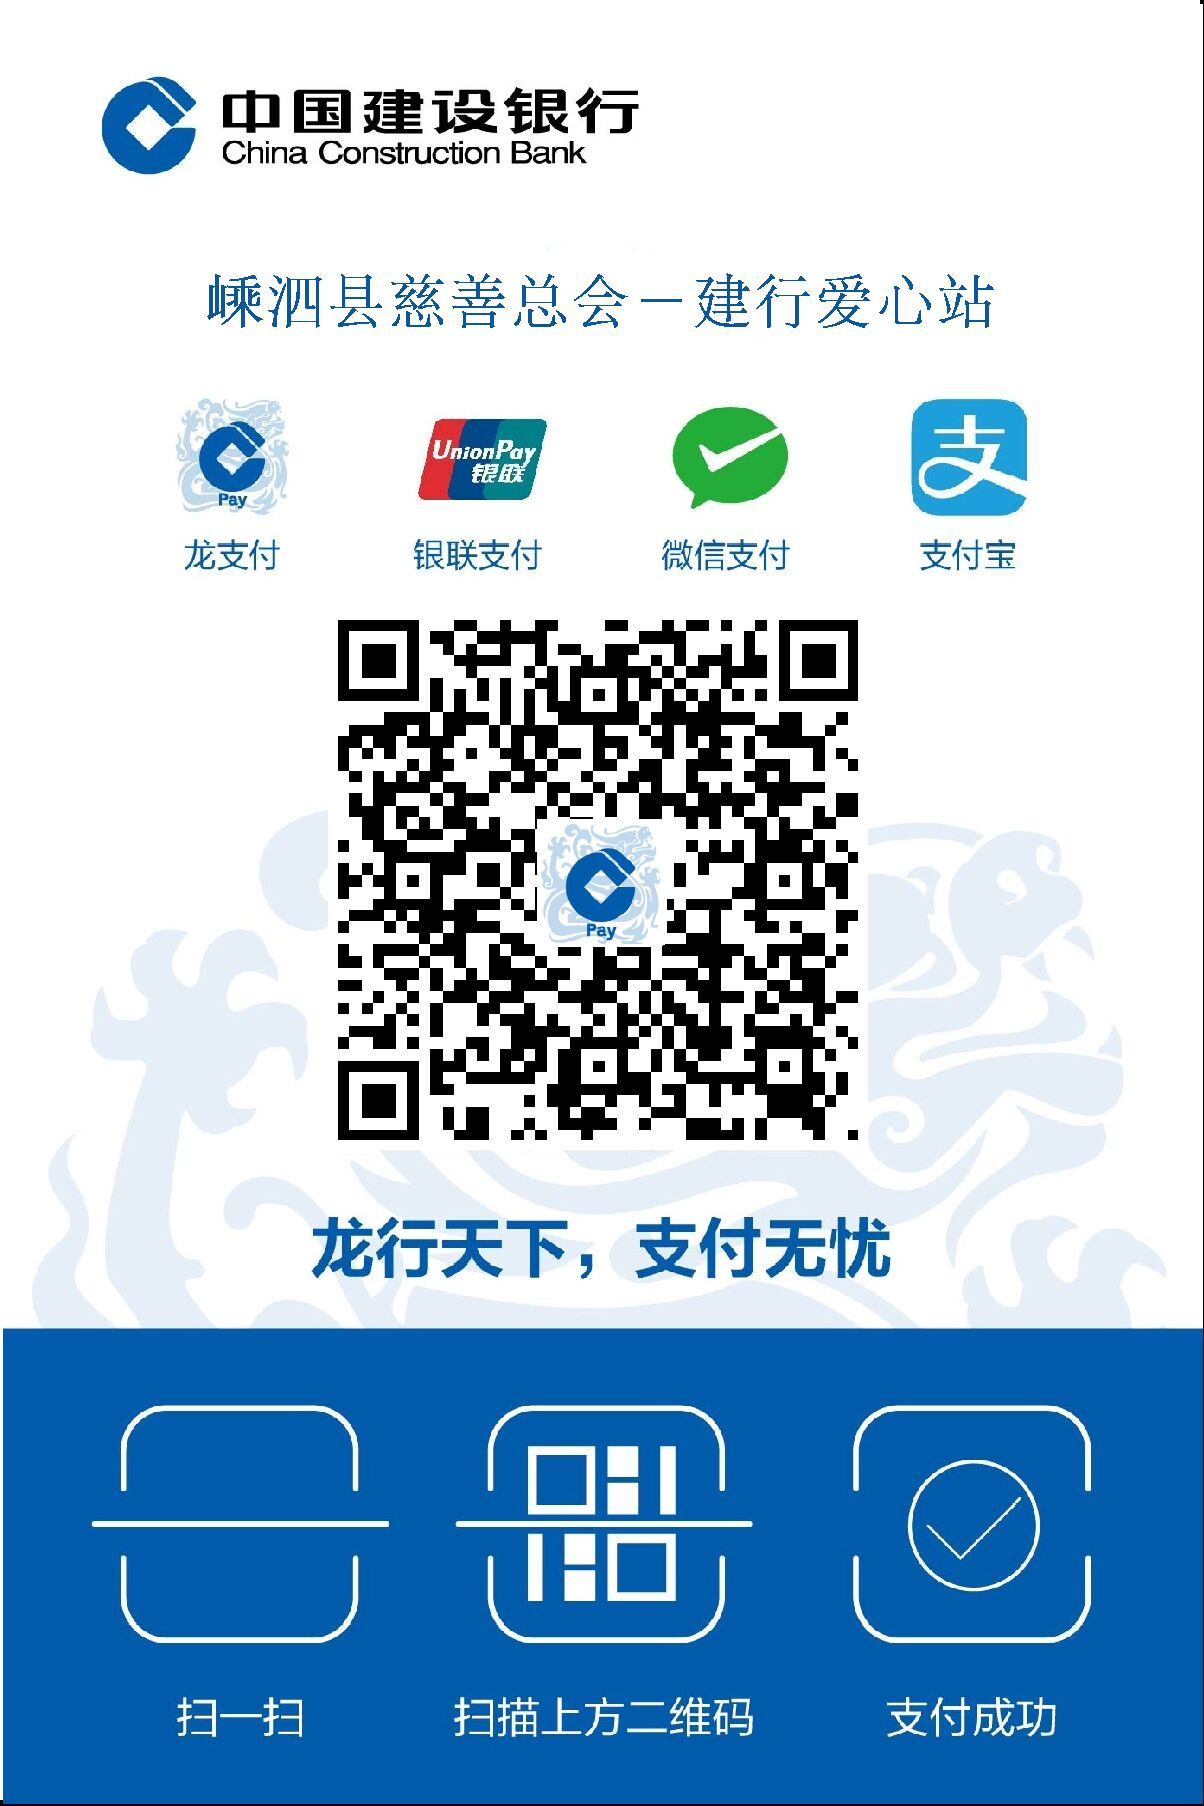 中国建设银行
China Construction Bank
嵊泗县慈善总会－建行爱心站
Pay
UnionPay
银联
支
龙支付
银联支付
微信支付
支付宝
Pay
龙行天下，支付无忧
扫一扫
扫描上方二维码
支付成功